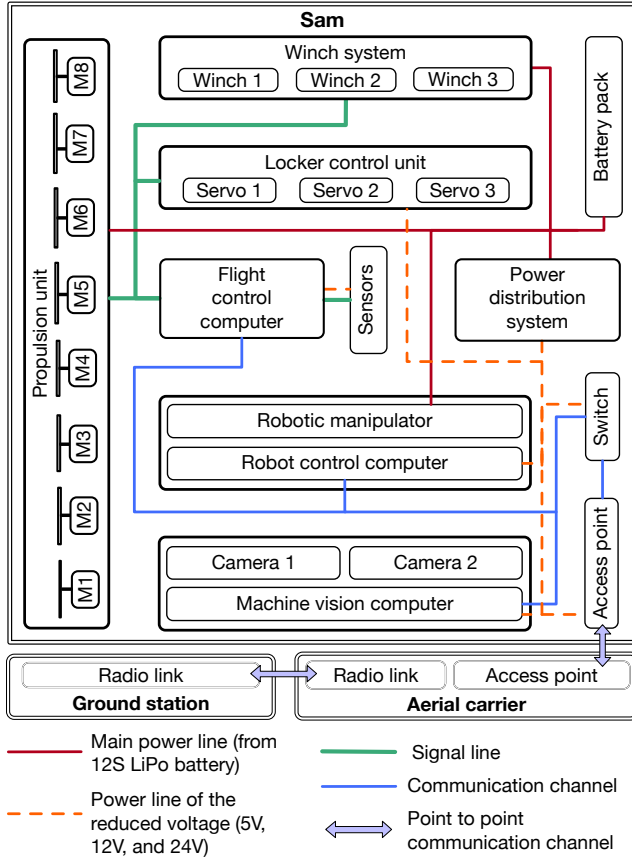 Sam
Winch system
Winch 1
Winch 2
Winch 3
Battery pack
M8
M7
M6
M5
M4
M3
M2
M1
Propulsion unit
Locker control unit
Servo 1
Servo 2
Servo 3
Flight
control
computer
Sensors
Power
distribution
system
Robotic manipulator
Robot control computer
Switch
Camera 1
Camera 2
Machine vision computer
Access point
Radio link
Ground station
Radio link
Access point
Aerial carrier
Main power line (from
12S LiPo battery)
Power line of the
reduced voltage (5V,
12V, and 24V)
Signal line
Communication channel
Point to point
communication channel